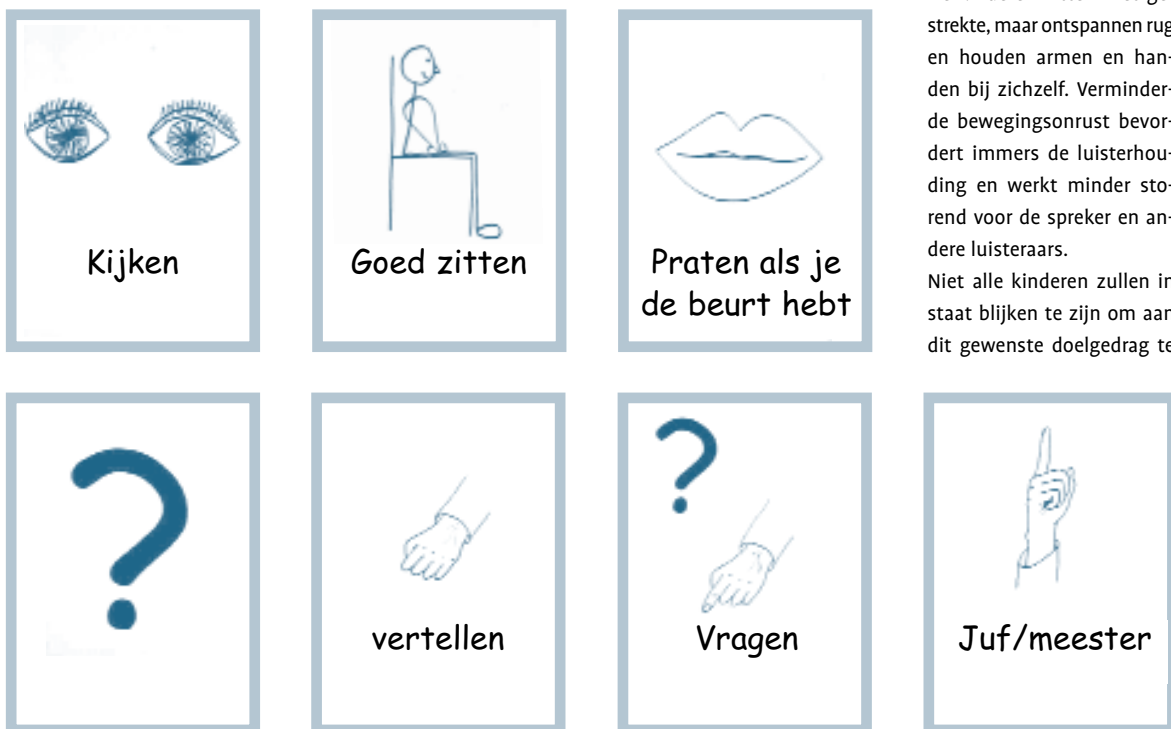 Kijken
Goed zitten
Praten als je
de beurt hebt
strekte, maar ontspannen rug
en houden armen en han-
den bij zichzelf. Verminder-
de bewegingsonrust bevor-
dert immers de luisterhou-
ding en werkt minder sto-
rend voor de spreker en an-
dere luisteraars.
Niet alle kinderen zullen in
staat blijken te zijn om aan
dit gewenste doelgedrag te
?
vertellen
?
Vragen
Juf/meester